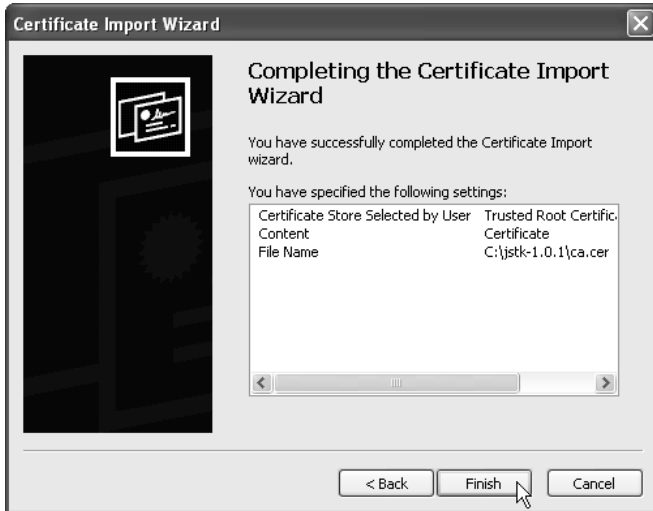 Certificate Import Wizard
Completing the Certificate Import
Wizard
You have successfully completed the Certificate Import
wizard.
You have specified the following settings:
Certificate Store Selected by User Trusted Root Certific
Content Certificate
File Name C:\jstk-1.0.1\ca.cer
< Back Finish Cancel